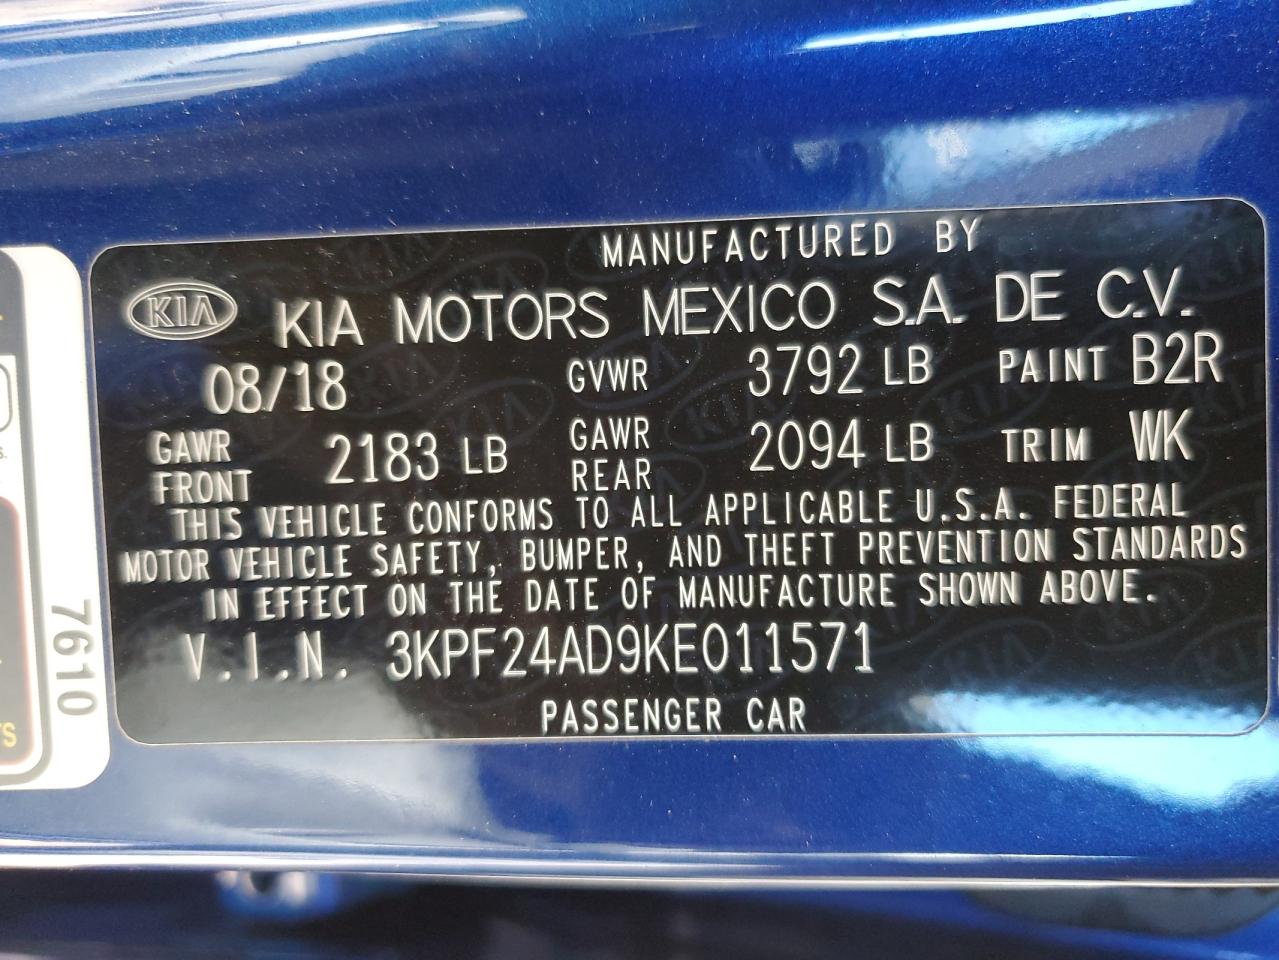 MANUFACTURED BY
KIA KIA MOTORS MEXICO S.A. DE C.V.
08/18 GVWR 3792 LB PAINT B2R
GAWR FRONT 2183 LB GAWR REAR 2094 LB TRIM WK
THIS VEHICLE CONFORMS TO ALL APPLICABLE U.S.A. FEDERAL
MOTOR VEHICLE SAFETY, BUMPER, AND THEFT PREVENTION STANDARDS
IN EFFECT ON THE DATE OF MANUFACTURE SHOWN ABOVE.
V.I.N. 3KPF24AD9KE011571
PASSENGER CAR
7610